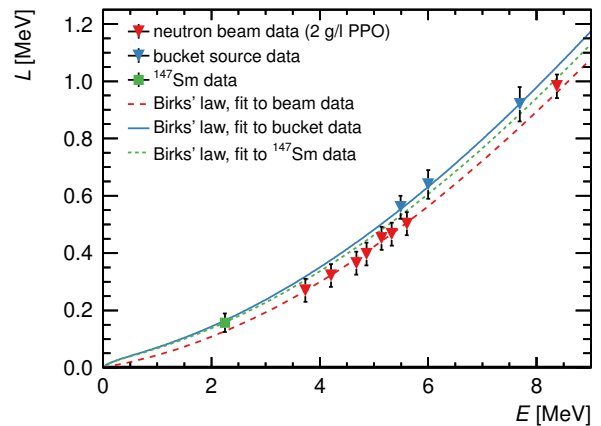 L [MeV]
1.2
1.0
0.8
0.6
0.4
0.2
0.0
neutron beam data (2 g/l PPO)
bucket source data
¹⁴⁷Sm data
Birks' law, fit to beam data
Birks' law, fit to bucket data
Birks' law, fit to ¹⁴⁷Sm data
0 2 4 6 8
E [MeV]